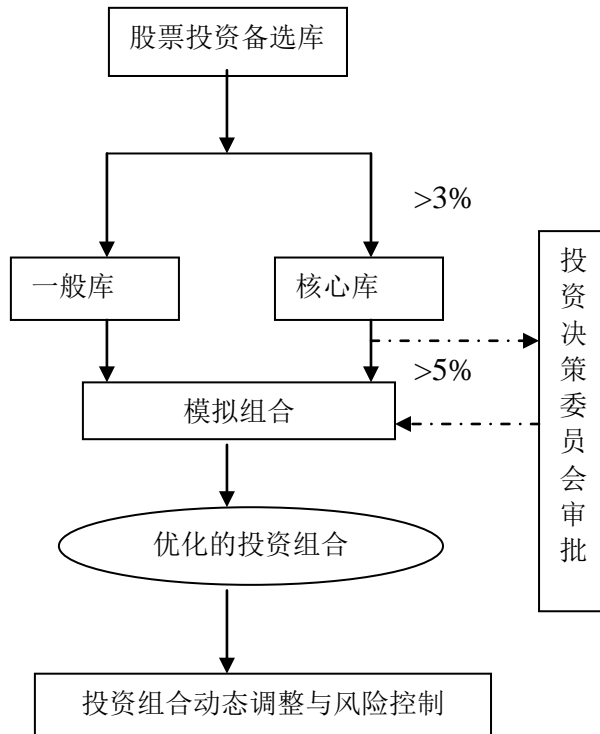 股票投资备选库
>3%
一般库
核心库
>5%
模拟组合
投资决策委员会审批
优化的投资组合
投资组合动态调整与风险控制